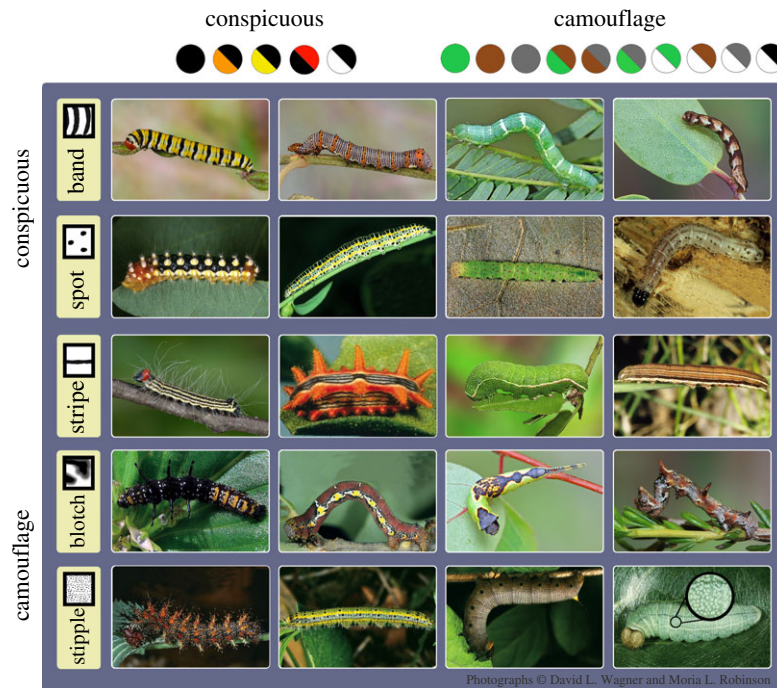 conspicuous camouflage
conspicuous
band
spot
stripe
camouflage
blotch
stipple
Photographs © David L. Wagner and Moria L. Robinson